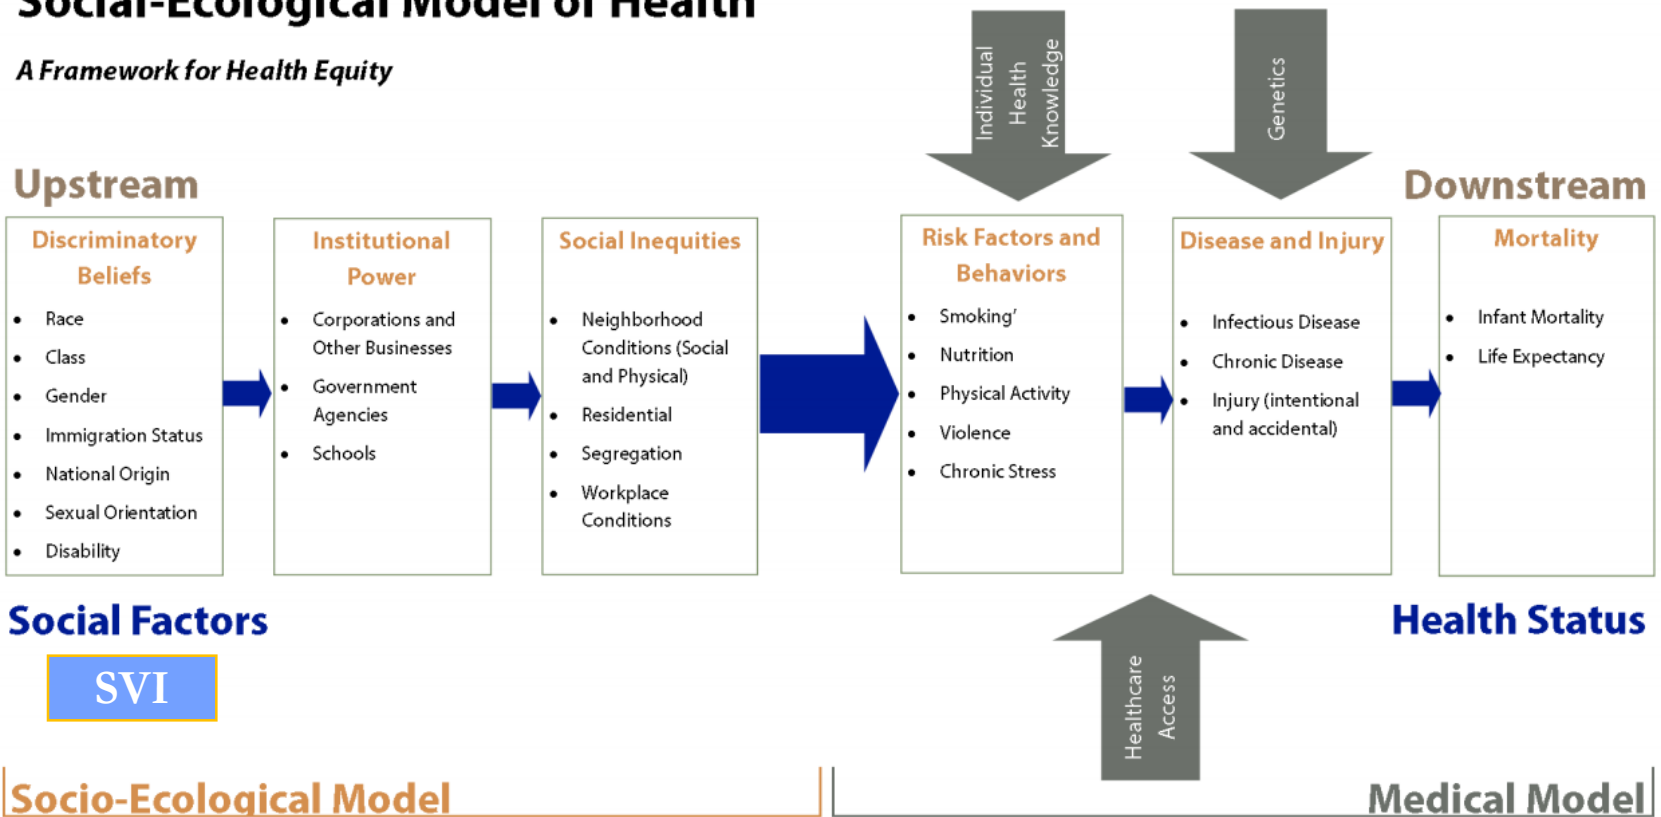 Social-Ecological Model of Health
A Framework for Health Equity
Individual
Health
Knowledge
Genetics
Upstream
Downstream
Discriminatory
Beliefs
• Race
• Class
• Gender
• Immigration Status
• National Origin
• Sexual Orientation
• Disability
Institutional
Power
• Corporations and
Other Businesses
• Government
Agencies
• Schools
Social Inequities
• Neighborhood
Conditions (Social
and Physical)
• Residential
• Segregation
• Workplace
Conditions
Risk Factors and
Behaviors
• Smoking’
• Nutrition
• Physical Activity
• Violence
• Chronic Stress
Disease and Injury
• Infectious Disease
• Chronic Disease
• Injury (intentional
and accidental)
Mortality
• Infant Mortality
• Life Expectancy
Social Factors
Health Status
SVI
Healthcare
Access
Socio-Ecological Model
Medical Model